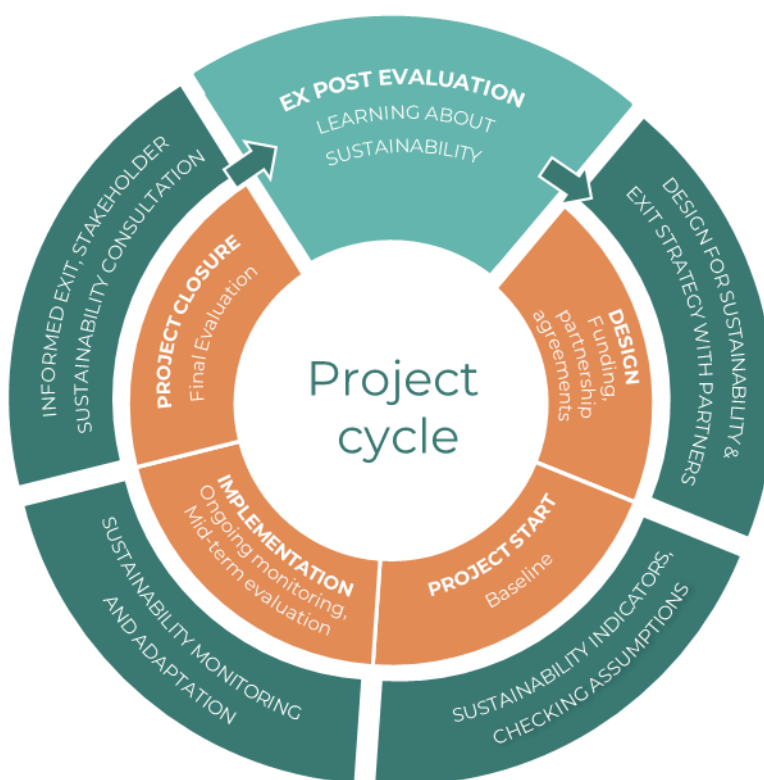 EX POST EVALUATION
LEARNING ABOUT
SUSTAINABILITY
DESIGN FOR SUSTAINABILITY &
EXIT STRATEGY WITH PARTNERS
DESIGN
Funding,
partnership
agreements
SUSTAINABILITY INDICATORS,
CHECKING ASSUMPTIONS
PROJECT START
Baseline
SUSTAINABILITY MONITORING
AND ADAPTATION
IMPLEMENTATION
Ongoing monitoring,
Mid-term evaluation
INFORMED EXIT, STAKEHOLDER
SUSTAINABILITY CONSULTATION
PROJECT CLOSURE
Final Evaluation
Project
cycle